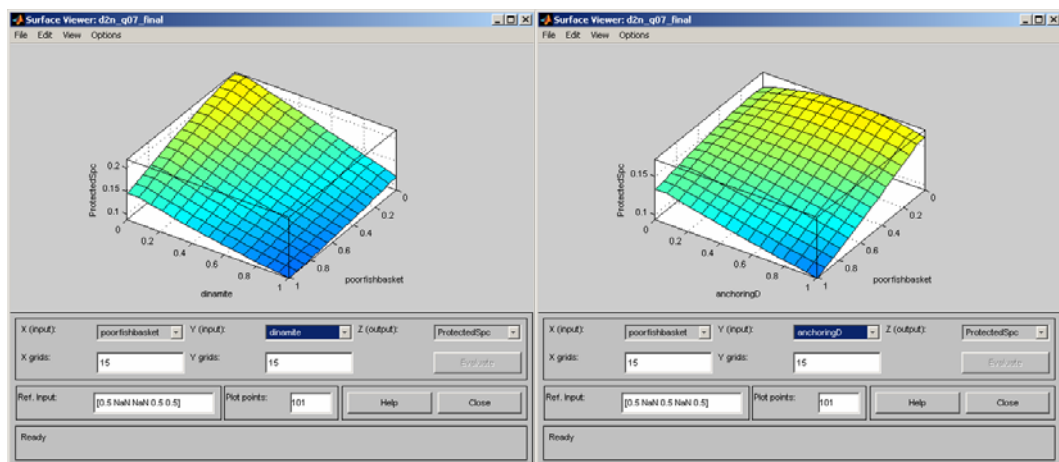 Surface Viewer: d2n_q07_final
File Edit View Options
0.2
0.15
0.1
ProtectedSpc
0
0.2
0.4
0.6
0.8
1
dinamite
0
0.2
0.4
0.6
0.8
1
poorfishbasket
X (input): poorfishbasket Y (input): dinamite Z (output): ProtectedSpc
X grids: 15 Y grids: 15 Evaluate
Ref. Input: [0.5 NaN NaN 0.5 0.5] Plot points: 101 Help Close
Ready
Surface Viewer: d2n_q07_final
File Edit View Options
0.15
0.1
ProtectedSpc
0
0.2
0.4
0.6
0.8
1
anchoringD
0
0.2
0.4
0.6
0.8
1
poorfishbasket
X (input): poorfishbasket Y (input): anchoringD Z (output): ProtectedSpc
X grids: 15 Y grids: 15 Evaluate
Ref. Input: [0.5 NaN 0.5 NaN 0.5] Plot points: 101 Help Close
Ready